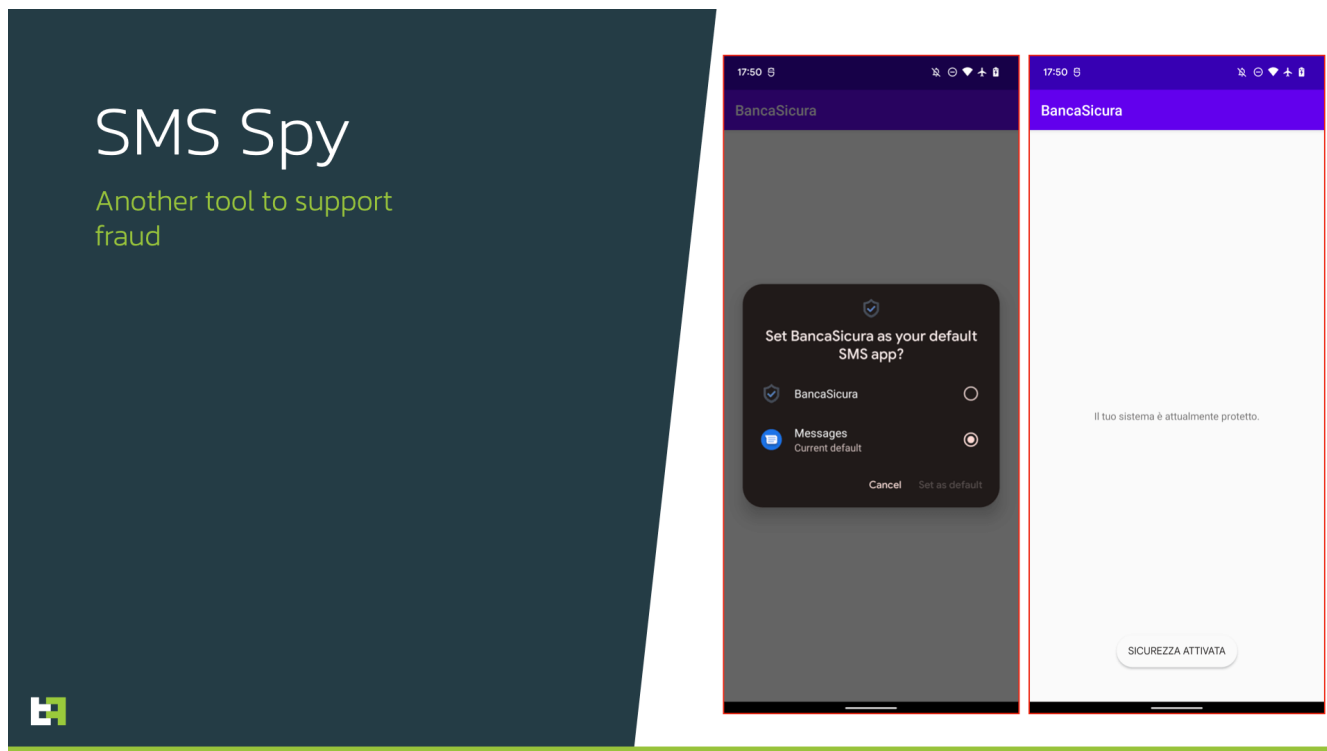 SMS Spy
Another tool to support
fraud
17:50
BancaSicura
Set BancaSicura as your default
SMS app?
BancaSicura
Messages
Current default
Cancel Set as default
17:50
BancaSicura
Il tuo sistema è attualmente protetto.
SICUREZZA ATTIVATA